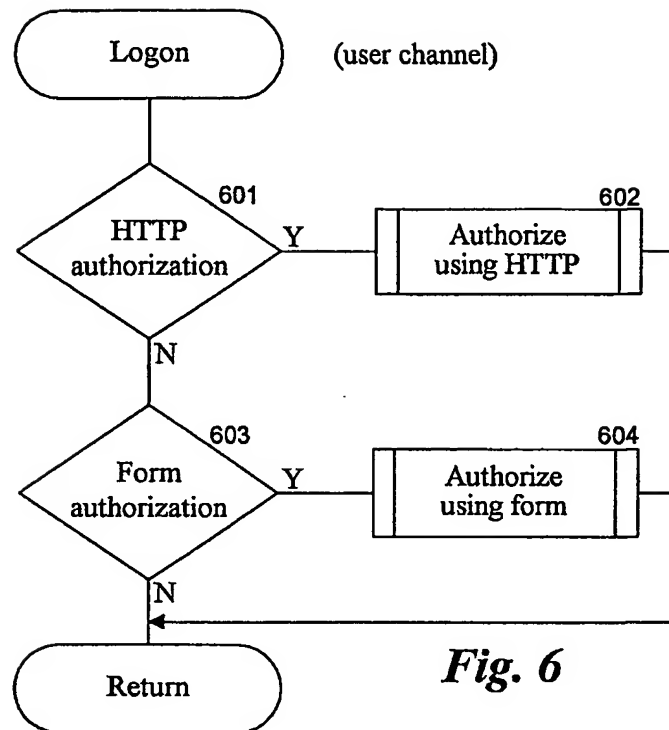 Logon
(user channel)
601
HTTP
authorization
Y
602
Authorize
using HTTP
N
603
Form
authorization
Y
604
Authorize
using form
N
Return
Fig. 6